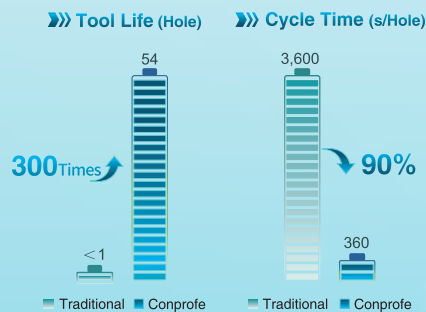 Tool Life (Hole)
54
300Times
<1
Traditional Conprofe
Cycle Time (s/Hole)
3,600
90%
360
Traditional Conprofe